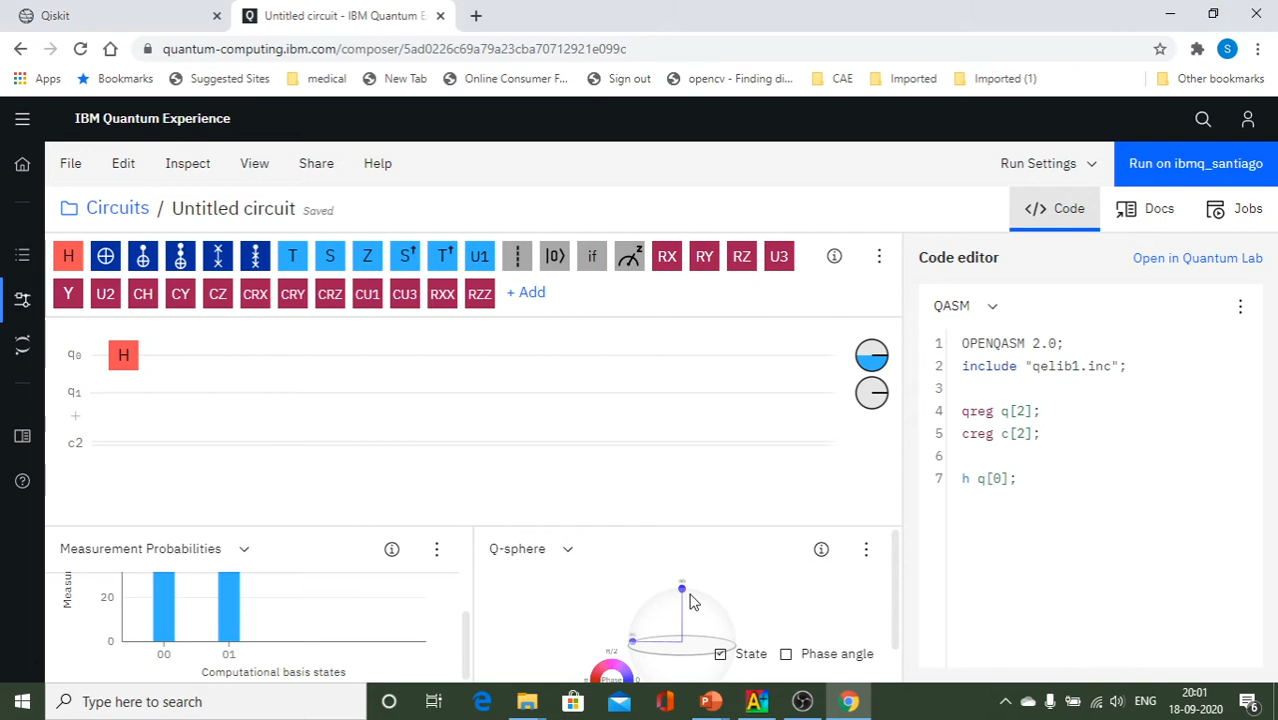 Qiskit
Untitled circuit - IBM Quantum E
quantum-computing.ibm.com/composer/5ad0226c69a79a23cba70712921e099c
S
Apps
Bookmarks
Suggested Sites
medical
New Tab
Online Consumer F...
Sign out
opencv - Finding di...
CAE
Imported
Imported (1)
Other bookmarks
IBM Quantum Experience
File
Edit
Inspect
View
Share
Help
Run Settings
Run on ibmq_santiago
Circuits / Untitled circuit Saved
</> Code
Docs
Jobs
H T S Z S† T† U1 |0⟩ if z RX RY RZ U3
Y U2 CH CY CZ CRX CRY CRZ CU1 CU3 RXX RZZ + Add
Code editor
Open in Quantum Lab
QASM
1 OPENQASM 2.0;
2 include "qelib1.inc";
3
4 qreg q[2];
5 creg c[2];
6
7 h q[0];
q0 H
q1
+
c2
Measurement Probabilities
Measur
20
0
00
01
Computational basis states
Q-sphere
π/2
π
Phase
0
State
Phase angle
Type here to search
ENG
20:01
18-09-2020
6